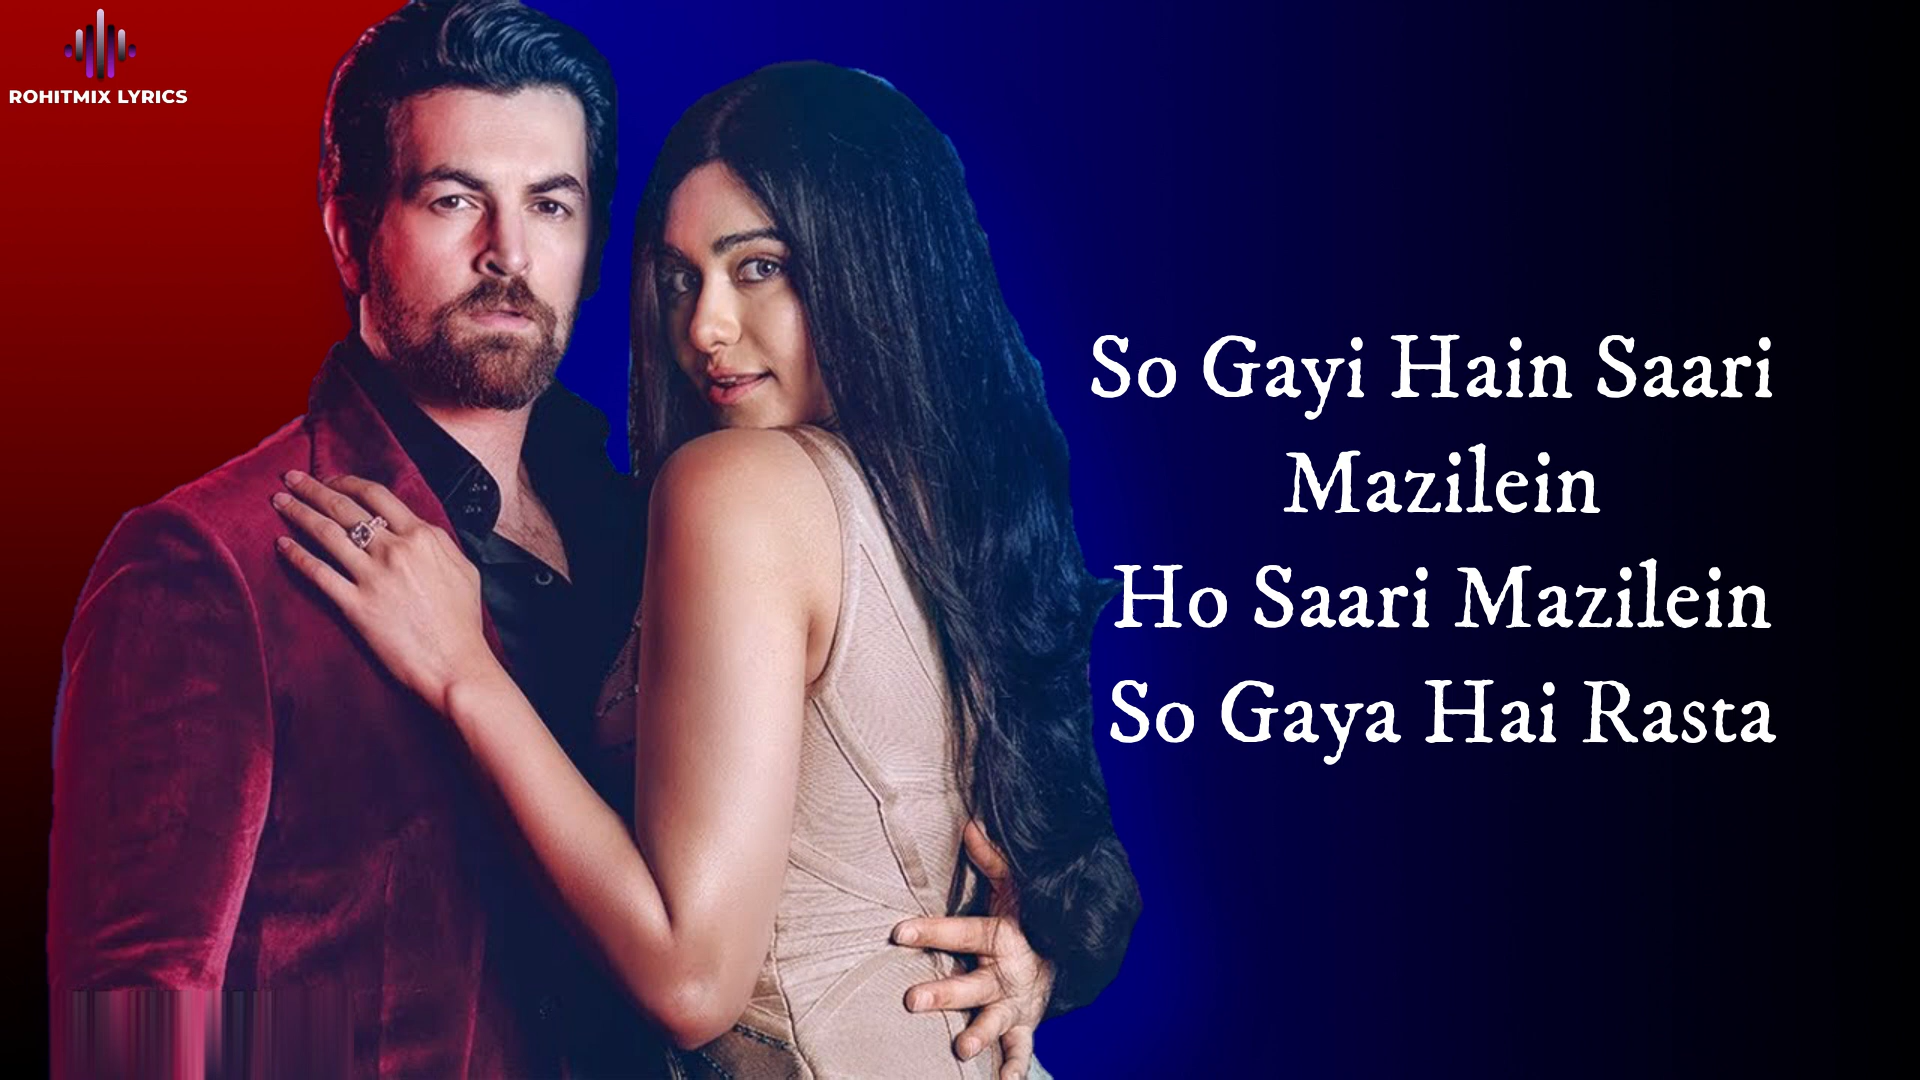 ROHITMIX LYRICS
So Gayi Hain Saari
Mazilein
Ho Saari Mazilein
So Gaya Hai Rasta